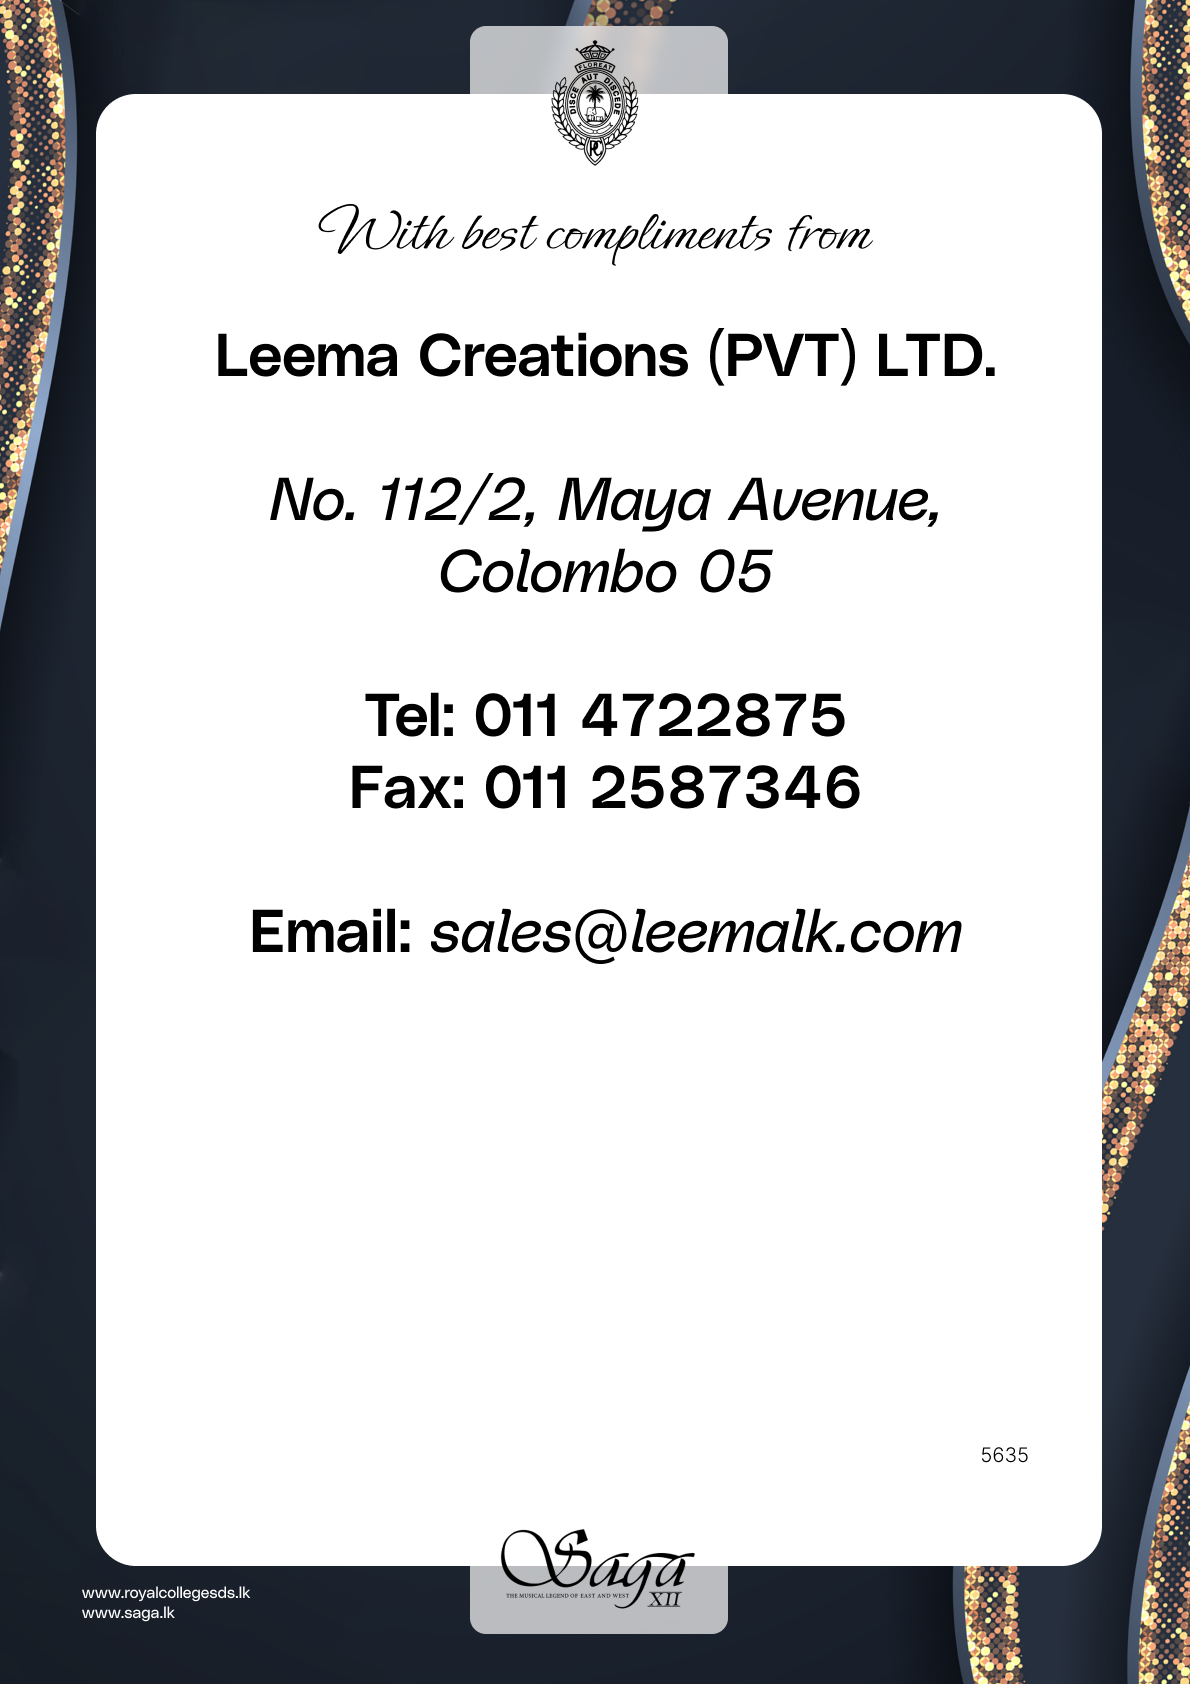 FLOREAT
DISCE AUT DISCEDE
RC
With best compliments from
Leema Creations (PVT) LTD.
No. 112/2, Maya Avenue,
Colombo 05
Tel: 011 4722875
Fax: 011 2587346
Email: sales@leemalk.com
5635
Saga
THE MUSICAL LEGEND OF EAST AND WEST
XII
www.royalcollegesds.lk
www.saga.lk